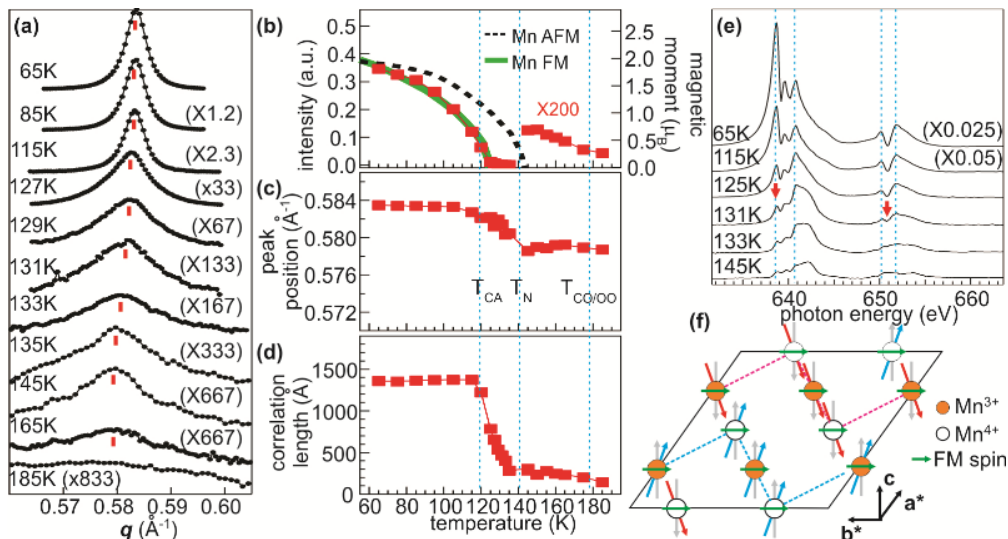 (a)
65K
85K
(X1.2)
115K
(X2.3)
127K
(x33)
129K
(X67)
131K
(X133)
133K
(X167)
135K
(X333)
145K
(X667)
165K
(X667)
185K (x833)
0.57 0.58 0.59 0.60
q (Å-1)
(b)
0.5
0.4
0.3
0.2
0.1
0.0
intensity (a.u.)
Mn AFM
Mn FM
X200
2.5
2.0
1.5
1.0
0.5
0.0
magnetic
moment (μB)
(c)
0.584
0.580
0.576
0.572
peak
position (Å-1)
TCA TN TCO/OO
(d)
1500
1000
500
0
correlation
length (Å)
60 80 100 120 140 160 180
temperature (K)
(e)
65K
(X0.025)
115K
(X0.05)
125K
131K
133K
145K
640 650 660
photon energy (eV)
(f)
Mn3+
Mn4+
FM spin
c
a*
b*